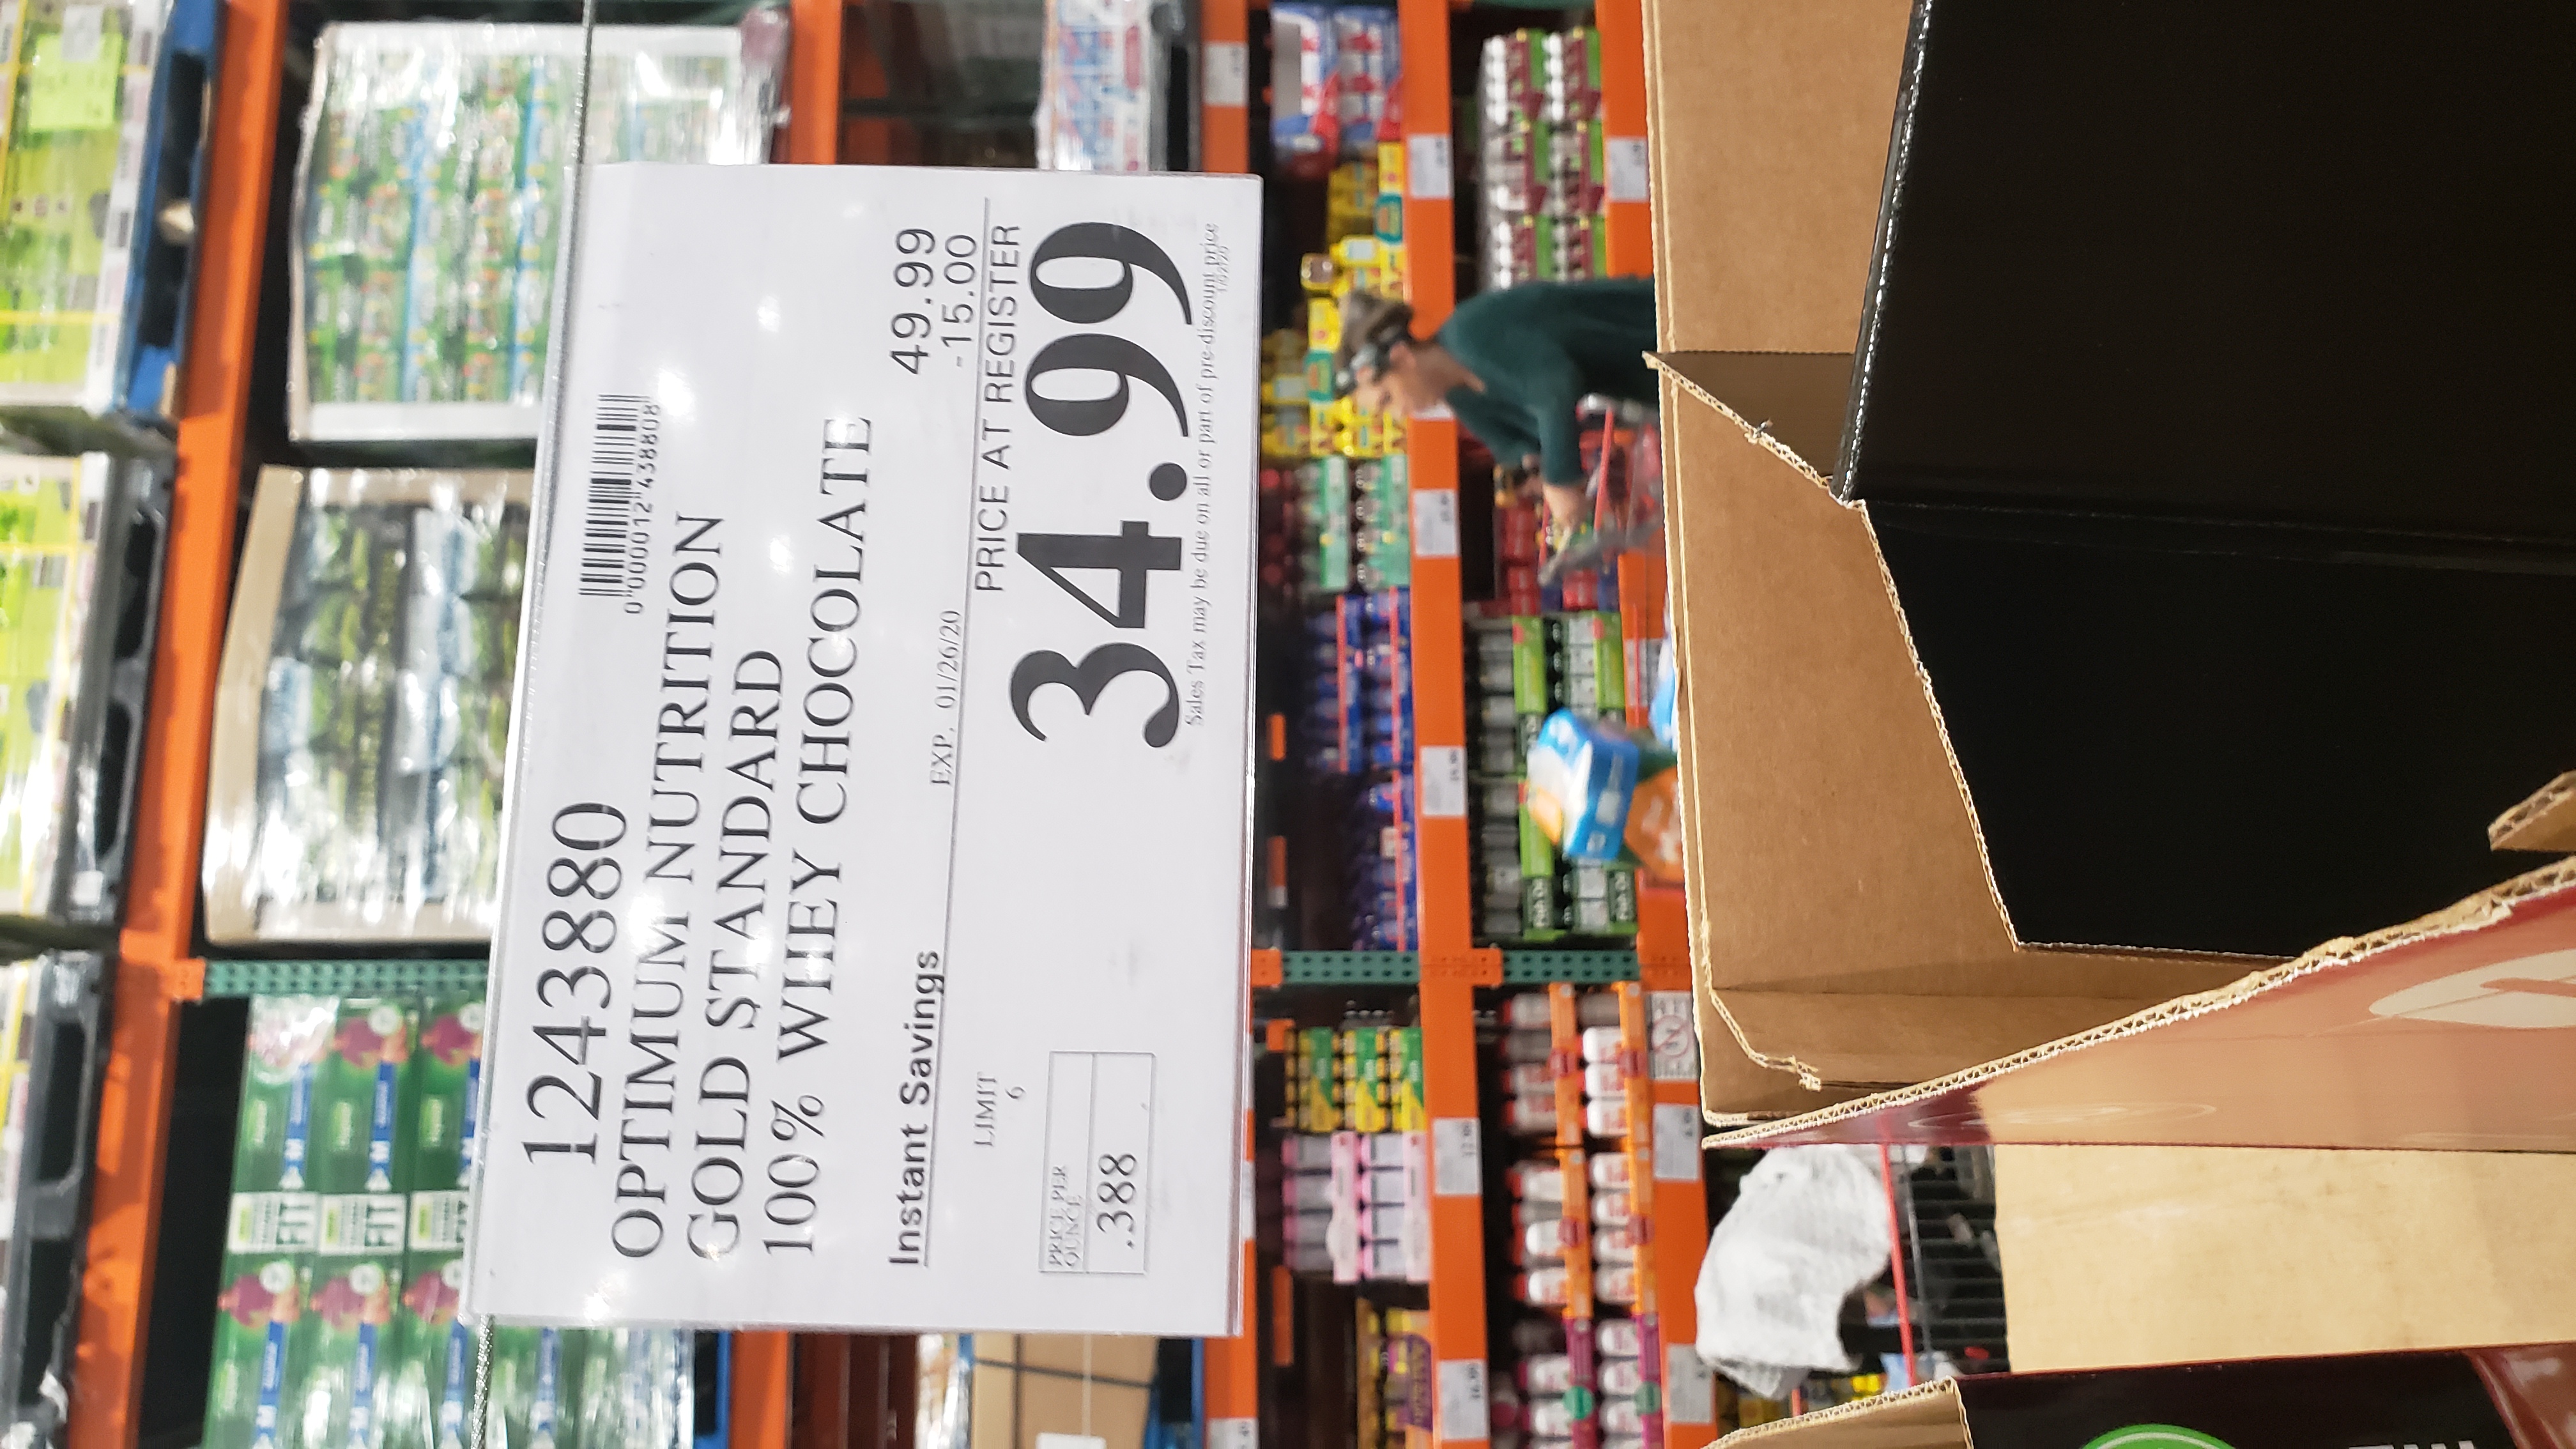 1243880
0"000012"438808"
OPTIMUM NUTRITION
GOLD STANDARD
100% WHEY CHOCOLATE
49.99
Instant Savings
EXP. 01/26/20
-15.00
LIMIT
6
PRICE AT REGISTER
PRICE PER
OUNCE
.388
34.99
Sales Tax may be due on all or part of pre-discount price
FIT
FIT